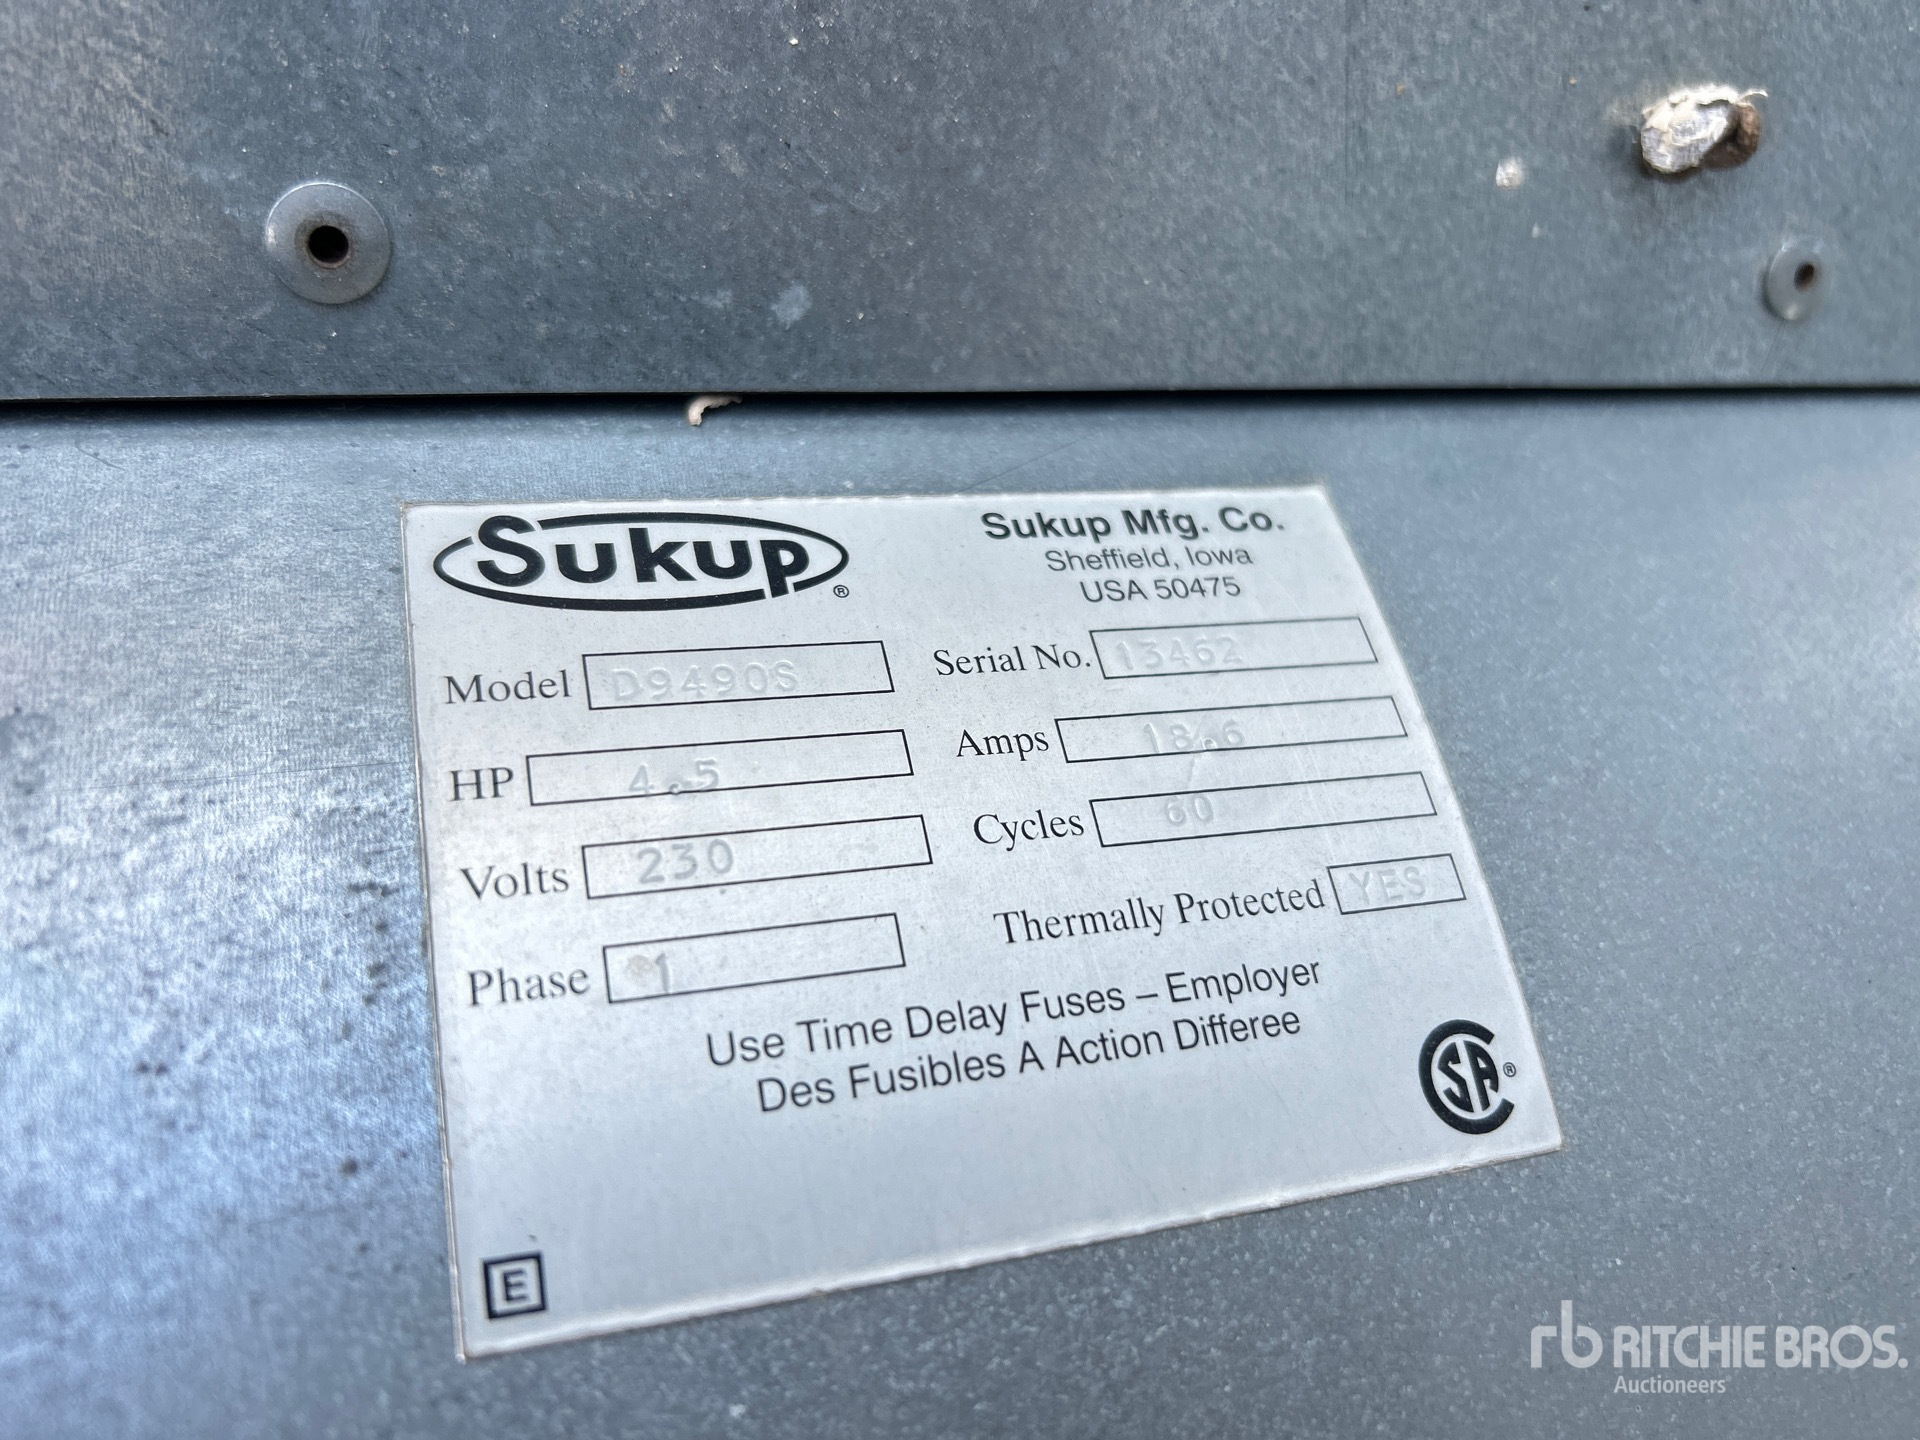 Sukup®
Sukup Mfg. Co.
Sheffield, Iowa
USA 50475
Model D9490S
Serial No. 13462
HP 4.5
Amps 18.6
Volts 230
Cycles 60
Phase 1
Thermally Protected YES
Use Time Delay Fuses – Employer
Des Fusibles A Action Differee
CSA®
E
rb RITCHIE BROS.
Auctioneers